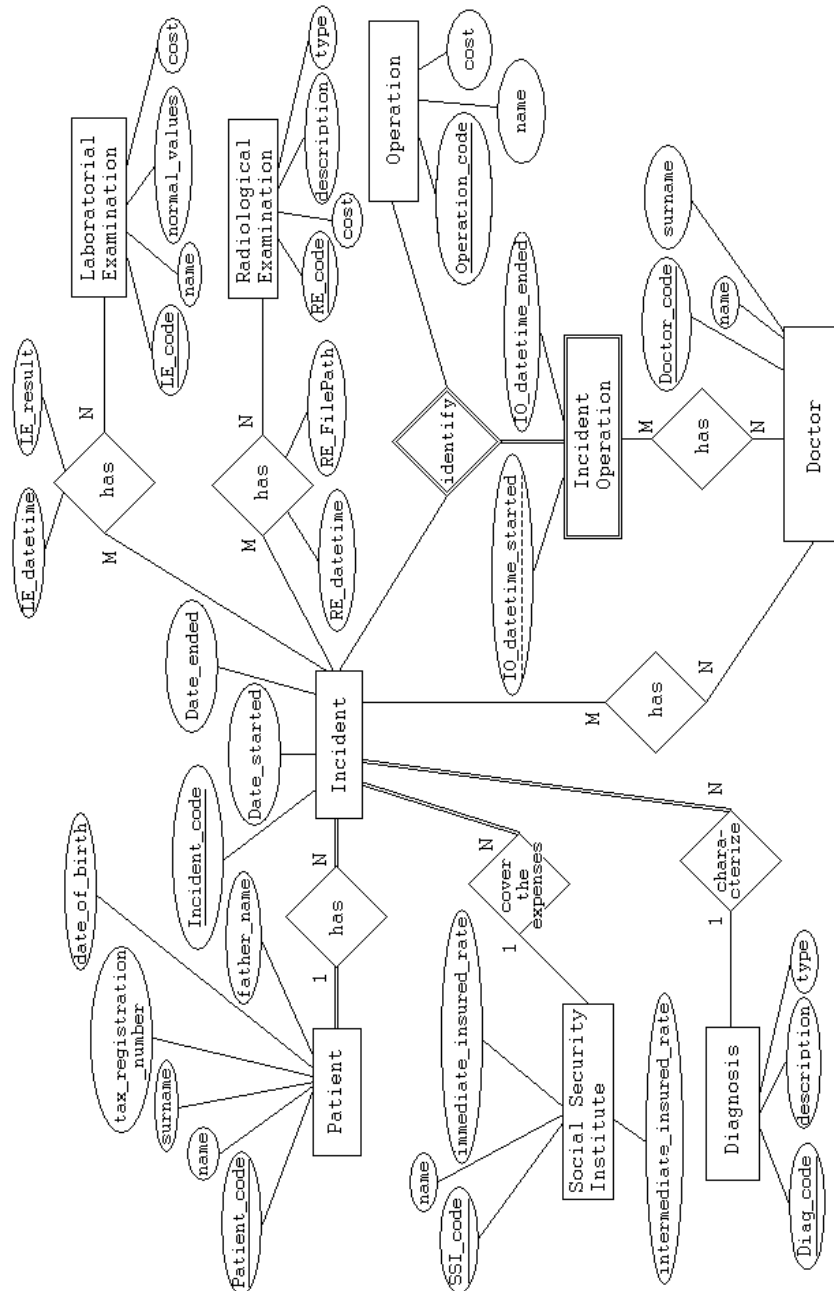 date_of_birth
tax_registration
_number
surname
name
Patient_code
Patient
father_name
1
has
N
Incident_code
Date_started
Date_ended
Incident
LE_datetime
LE_result
M
has
N
Laboratorial
Examination
LE_code
name
normal_values
cost
RE_datetime
RE_FilePath
M
has
N
Radiological
Examination
RE_code
cost
description
type
identify
Operation
Operation_code
name
cost
IO_datetime_started
IO_datetime_ended
Incident
Operation
M
has
N
Doctor_code
name
surname
Doctor
M
has
N
SSI_code
name
immediate_insured_rate
Social Security
Institute
intermediate_insured_rate
1
cover
the
expenses
N
Diag_code
description
type
Diagnosis
1
chara-
cterize
N